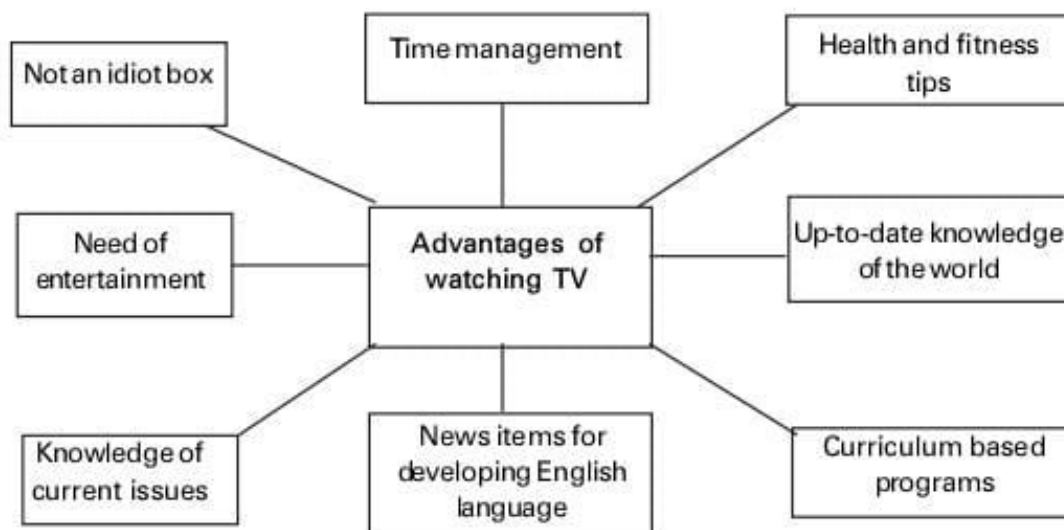 Not an idiot box
Time management
Health and fitness
tips
Need of
entertainment
Advantages of
watching TV
Up-to-date knowledge
of the world
Knowledge of
current issues
News items for
developing English
language
Curriculum based
programs